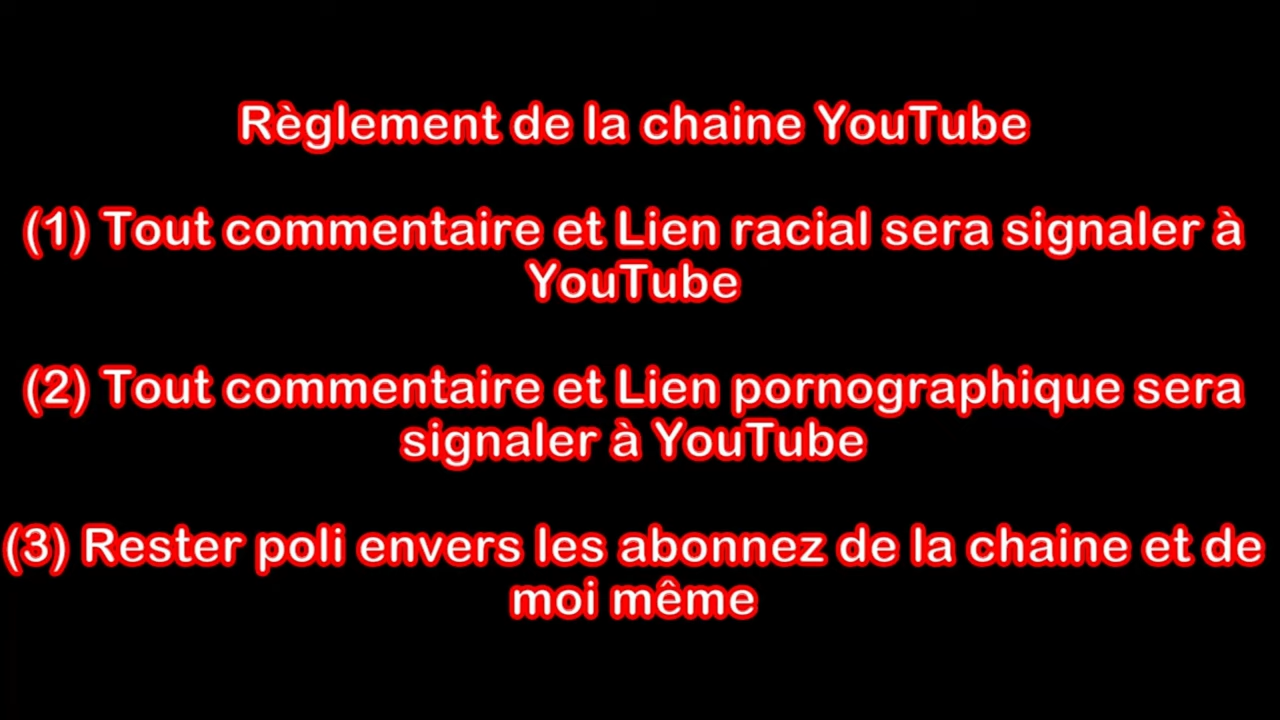 Règlement de la chaine YouTube
(1) Tout commentaire et Lien racial sera signaler à
YouTube
(2) Tout commentaire et Lien pornographique sera
signaler à YouTube
(3) Rester poli envers les abonnez de la chaine et de
moi même